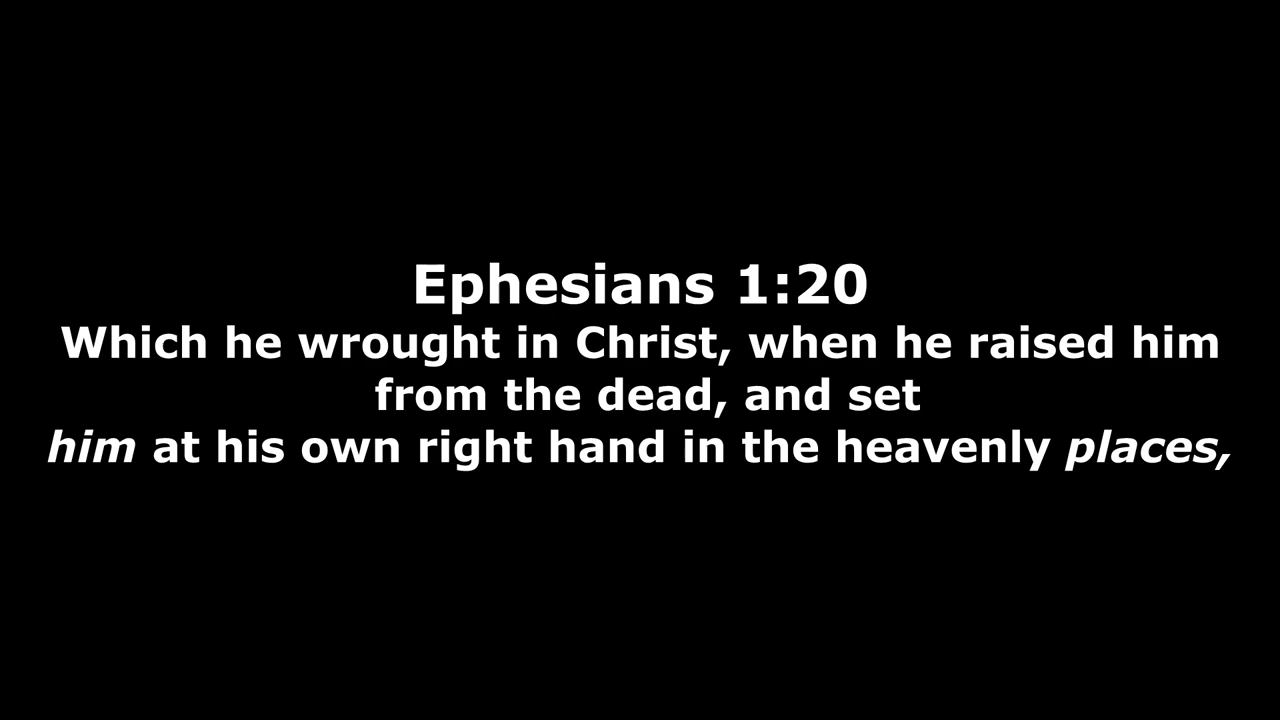 Ephesians 1:20
Which he wrought in Christ, when he raised him
from the dead, and set
him at his own right hand in the heavenly places,